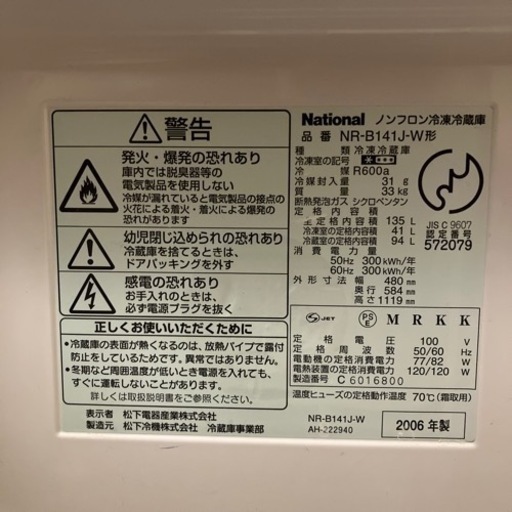 警告
発火・爆発の恐れあり
庫内では脱臭器等の
電気製品を使用しない
冷媒が漏れていると電気製品の接点の
火花による着火・着火による爆発の
恐れがあります
幼児閉じ込められの恐れあり
冷蔵庫を捨てるときは、
ドアパッキングを外す
感電の恐れあり
お手入れのときは、
必ず電源プラグを抜く
正しくお使いいただくために
●冷蔵庫の表面が熱くなるのは、放熱パイプで露付
防止をしているためです。異常ではありません。
●冬期など周囲温度が低いとき電源を入れても、
すぐに運転しないことがあります。
詳しくは取扱説明書をご参照ください。
表示者 松下電器産業株式会社
製造元 松下冷機株式会社 冷蔵庫事業部
National ノンフロン冷凍冷蔵庫
品番 NR-B141J-W形
種類 冷凍冷蔵庫
冷凍室の記号
冷媒 R600a
冷媒封入量 31 g
質量 33 kg
断熱発泡ガス シクロペンタン
定格内容積 135 L
冷凍室の定格内容積 41 L
冷蔵室の定格内容積 94 L
消費電力量
50Hz 300 kWh/年
60Hz 300 kWh/年
外形寸法 幅 480 mm
奥行 584 mm
高さ 1119 mm
JIS C 9607
認定番号
572079
S JET PSE MRKK
定格電圧 100 V
定格周波数 50/60 Hz
電動機の定格消費電力 77/82 W
電熱装置の定格消費電力 120/120 W
製造番号 C 6016800
温度ヒューズの定格動作温度 70℃(霜取用)
NR-B141J-W
AH-222940
2006 年製